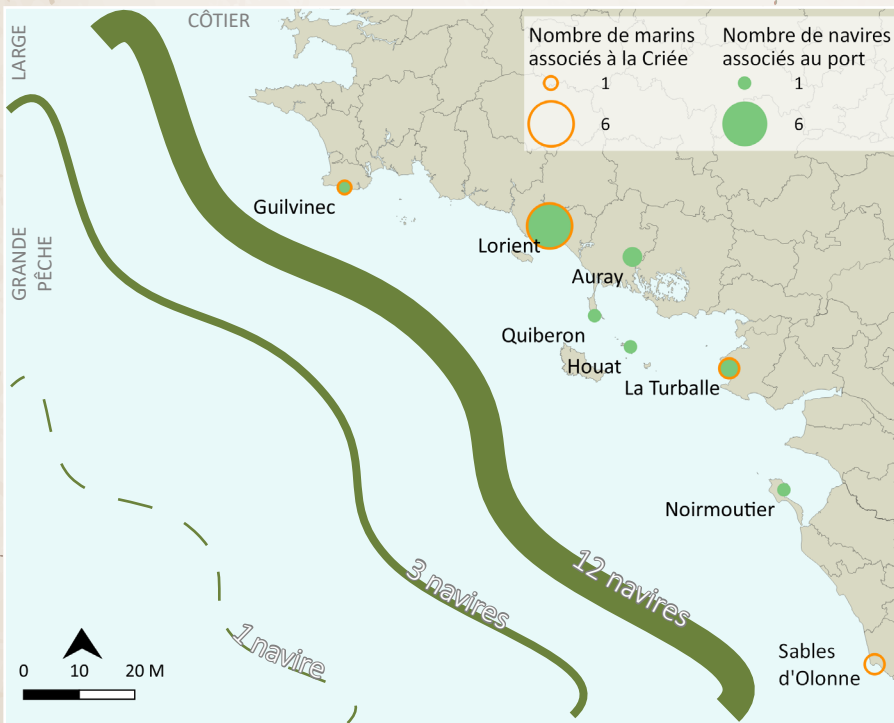 CÔTIER
LARGE
GRANDE
PÊCHE
Nombre de marins
associés à la Criée
1
6
Nombre de navires
associés au port
1
6
Guilvinec
Lorient
Auray
Quiberon
Houat
La Turballe
Noirmoutier
Sables
d'Olonne
12 navires
3 navires
1 navire
0 10 20 M